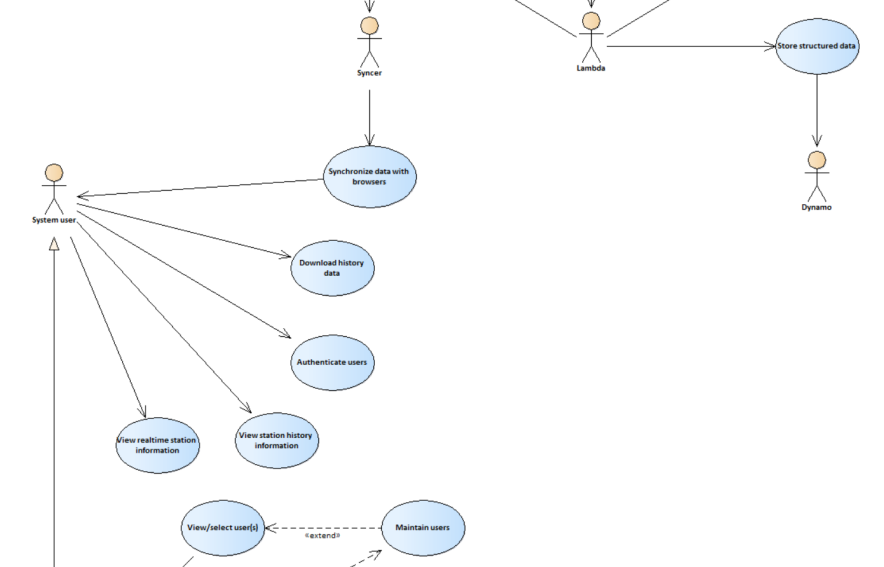 Syncer
Lambda
Store structured data
Synchronize data with
browsers
System user
Dynamo
Download history
data
Authenticate users
View realtime station
information
View station history
information
View/select user(s)
Maintain users
«extend»